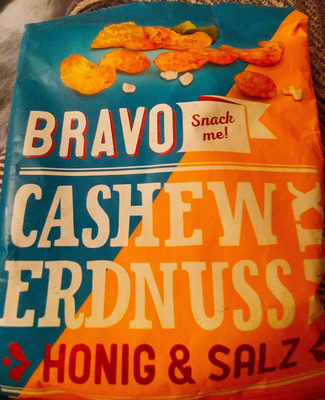 BRAVO
Snack
me!
CASHEW
ERDNUSS
MIX
HONIG & SALZ